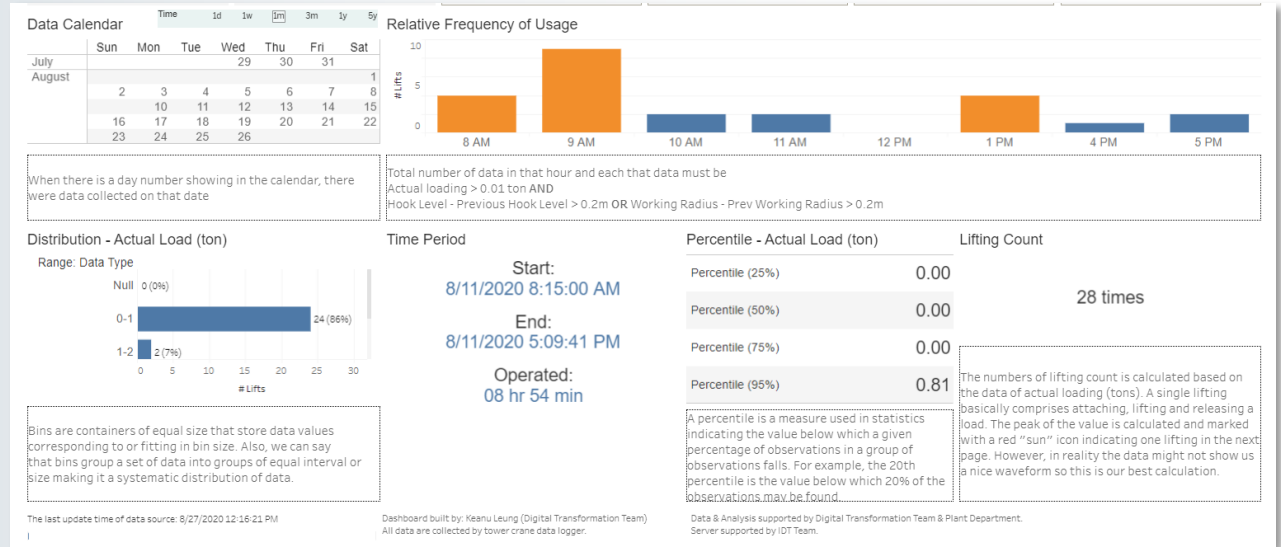 Data Calendar
Time 1d 1w 1m 3m 1y 5y
Sun Mon Tue Wed Thu Fri Sat
July 29 30 31
August 1
2 3 4 5 6 7 8
10 11 12 13 14 15
16 17 18 19 20 21 22
23 24 25 26
Relative Frequency of Usage
# Lifts
10
5
0
8 AM 9 AM 10 AM 11 AM 12 PM 1 PM 4 PM 5 PM
When there is a day number showing in the calendar, there
were data collected on that date
Total number of data in that hour and each that data must be
Actual loading > 0.01 ton AND
Hook Level - Previous Hook Level > 0.2m OR Working Radius - Prev Working Radius > 0.2m
Distribution - Actual Load (ton)
Range: Data Type
Null 0 (0%)
0-1 24 (86%)
1-2 2 (7%)
0 5 10 15 20 25 30
# Lifts
Time Period
Start:
8/11/2020 8:15:00 AM
End:
8/11/2020 5:09:41 PM
Operated:
08 hr 54 min
Percentile - Actual Load (ton)
Percentile (25%) 0.00
Percentile (50%) 0.00
Percentile (75%) 0.00
Percentile (95%) 0.81
Lifting Count
28 times
Bins are containers of equal size that store data values
corresponding to or fitting in bin size. Also, we can say
that bins group a set of data into groups of equal interval or
size making it a systematic distribution of data.
A percentile is a measure used in statistics
indicating the value below which a given
percentage of observations in a group of
observations falls. For example, the 20th
percentile is the value below which 20% of the
observations may be found.
The numbers of lifting count is calculated based on
the data of actual loading (tons). A single lifting
basically comprises attaching, lifting and releasing a
load. The peak of the value is calculated and marked
with a red "sun" icon indicating one lifting in the next
page. However, in reality the data might not show us
a nice waveform so this is our best calculation.
The last update time of data source: 8/27/2020 12:16:21 PM
Dashboard built by: Keanu Leung (Digital Transformation Team)
All data are collected by tower crane data logger.
Data & Analysis supported by Digital Transformation Team & Plant Department.
Server supported by IDT Team.